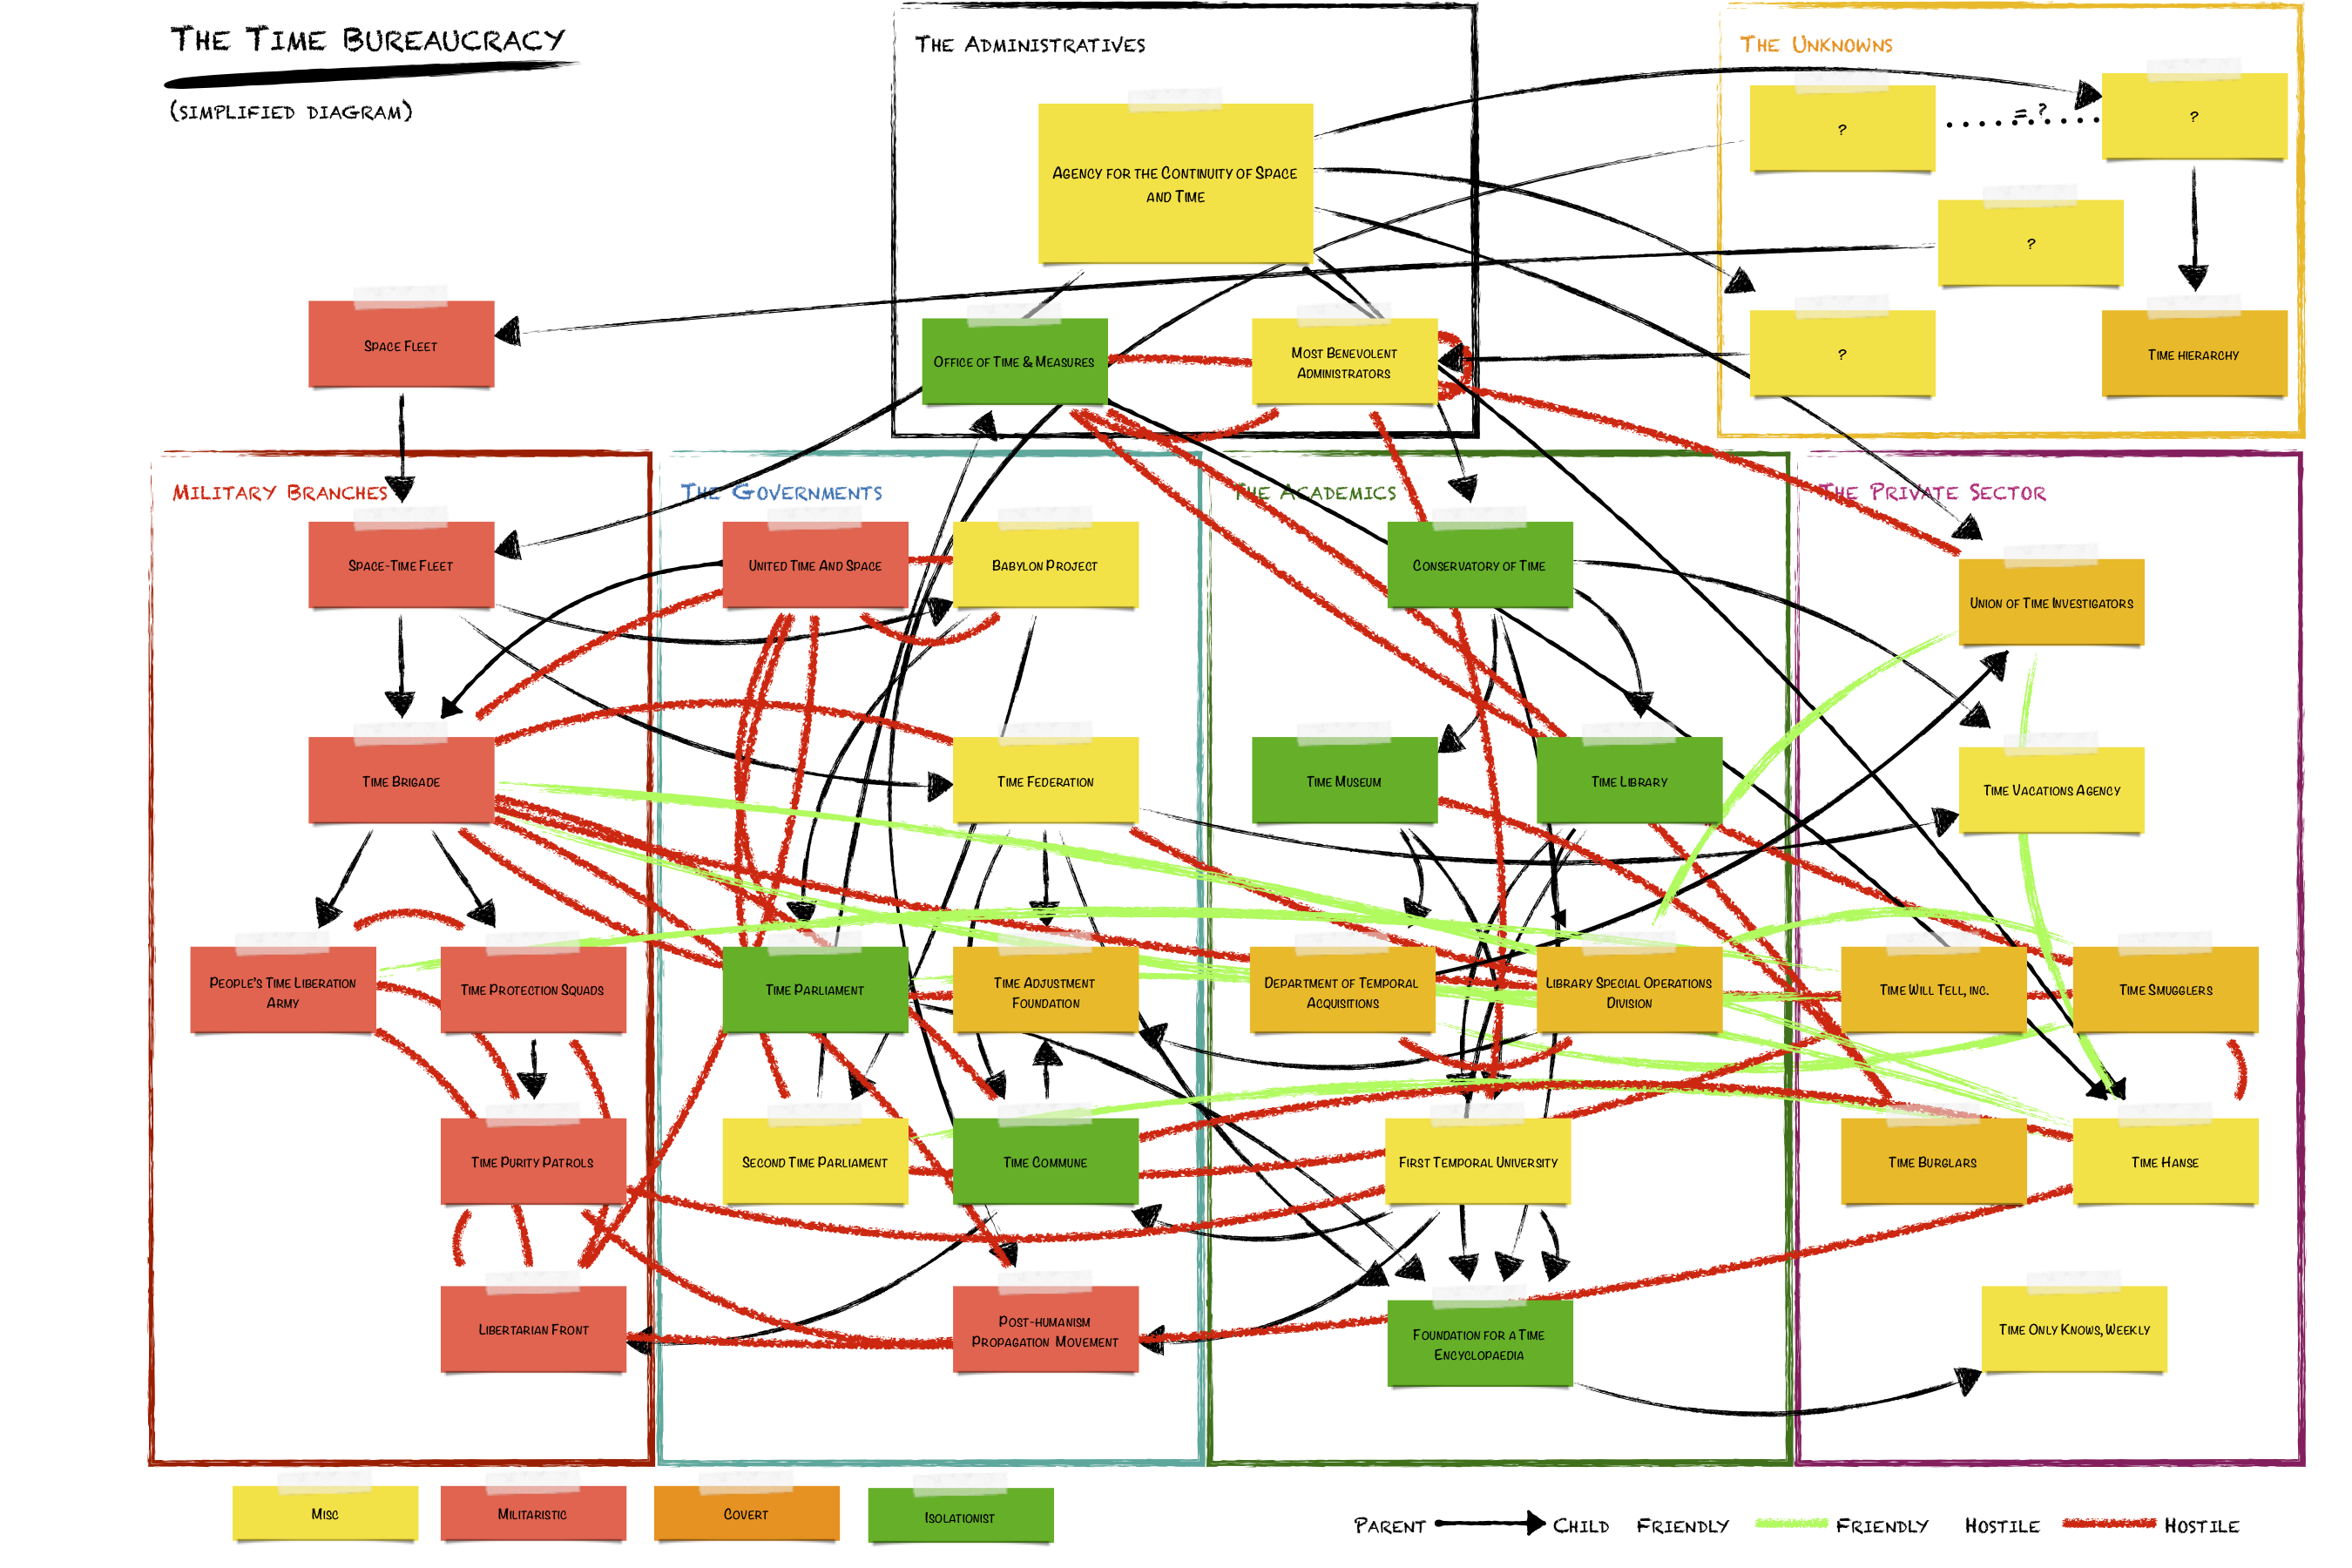 The Time Bureaucracy
(simplified diagram)
The Administratives
Agency for the Continuity of Space
and Time
Office of Time & Measures
Most Benevolent
Administrators
The Unknowns
?
= ?
?
?
?
Time hierarchy
Space Fleet
Military Branches
Space-Time Fleet
Time Brigade
People's Time Liberation
Army
Time Protection Squads
Time Purity Patrols
Libertarian Front
The Governments
United Time And Space
Babylon Project
Time Federation
Time Parliament
Time Adjustment
Foundation
Second Time Parliament
Time Commune
Post-humanism
Propagation Movement
The Academics
Conservatory of Time
Time Museum
Time Library
Department of Temporal
Acquisitions
Library Special Operations
Division
First Temporal University
Foundation for a Time
Encyclopaedia
The Private Sector
Union of Time Investigators
Time Vacations Agency
Time Will Tell, inc.
Time Smugglers
Time Burglars
Time Hanse
Time Only Knows, Weekly
Misc
Militaristic
Covert
Isolationist
Parent Child Friendly Friendly Hostile Hostile